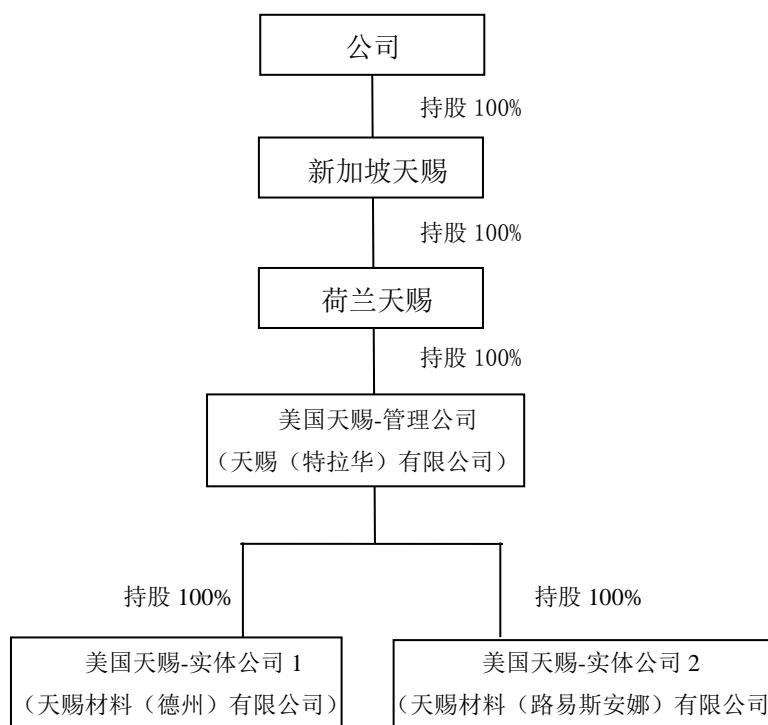 公司
持股 100%
新加坡天赐
持股 100%
荷兰天赐
持股 100%
美国天赐-管理公司
（天赐（特拉华）有限公司）
持股 100%
持股 100%
美国天赐-实体公司 1
（天赐材料（德州）有限公司）
美国天赐-实体公司 2
（天赐材料（路易斯安娜）有限公司